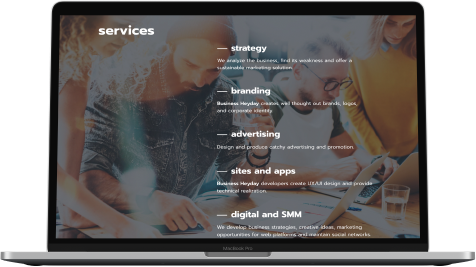 services
— strategy
We analyze the business, find its weakness and offer a
sustainable marketing solution.
— branding
Business Heyday creates well thought out brands, logos,
and corporate identity.
— advertising
Design and produce catchy advertising and promotion.
— sites and apps
Business Heyday developers create UX/UI design and provide
technical realization.
— digital and SMM
We develop business strategies, creative ideas, marketing
opportunities for web platforms and maintain social networks.
MacBook Pro